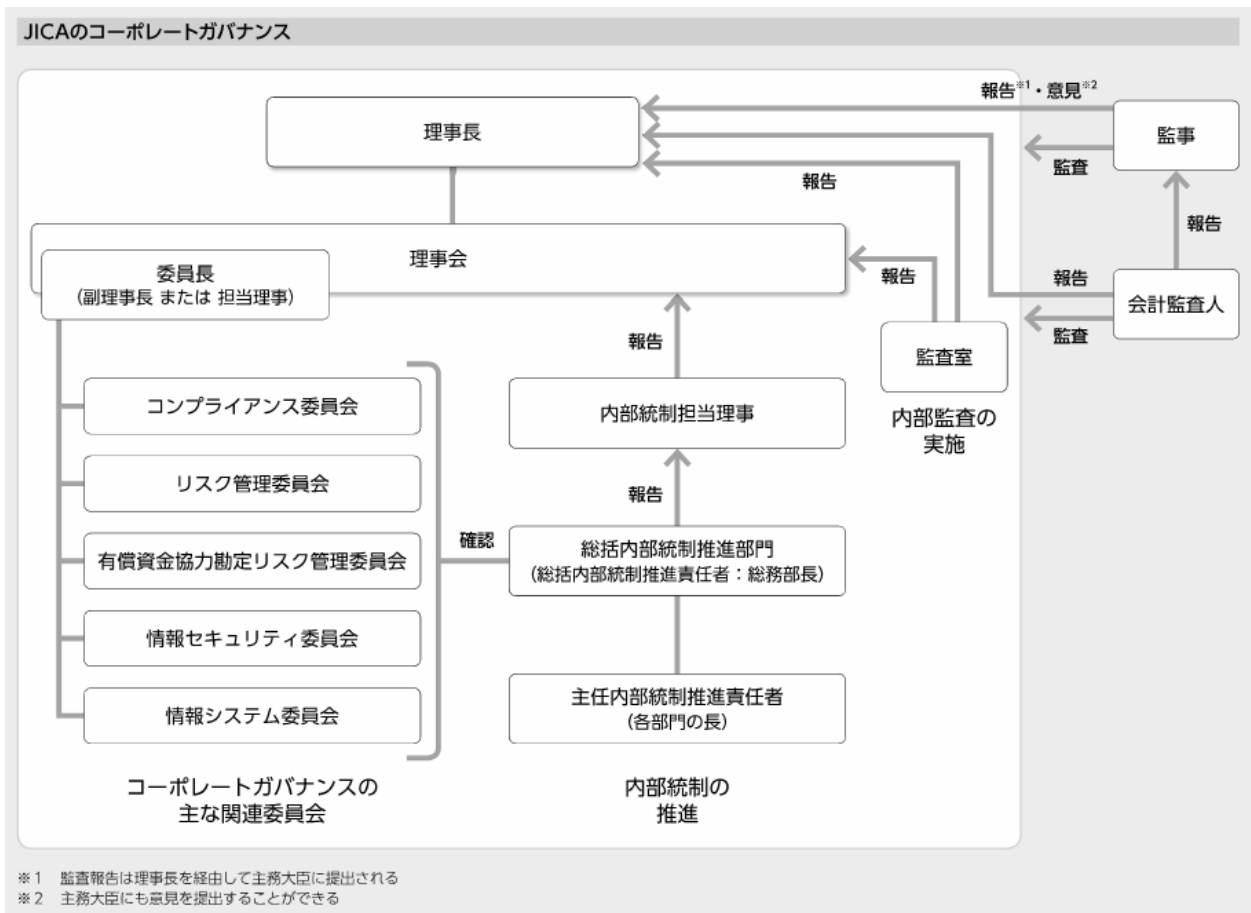 JICAのコーポレートガバナンス
理事長
報告※1・意見※2
監事
監査
報告
報告
理事会
委員長
(副理事長 または 担当理事)
報告
報告
会計監査人
監査
監査室
内部監査の
実施
報告
内部統制担当理事
報告
コンプライアンス委員会
リスク管理委員会
有償資金協力勘定リスク管理委員会
情報セキュリティ委員会
情報システム委員会
確認
総括内部統制推進部門
(総括内部統制推進責任者：総務部長)
主任内部統制推進責任者
(各部門の長)
コーポレートガバナンスの
主な関連委員会
内部統制の
推進
※1 監査報告は理事長を経由して主務大臣に提出される
※2 主務大臣にも意見を提出することができる